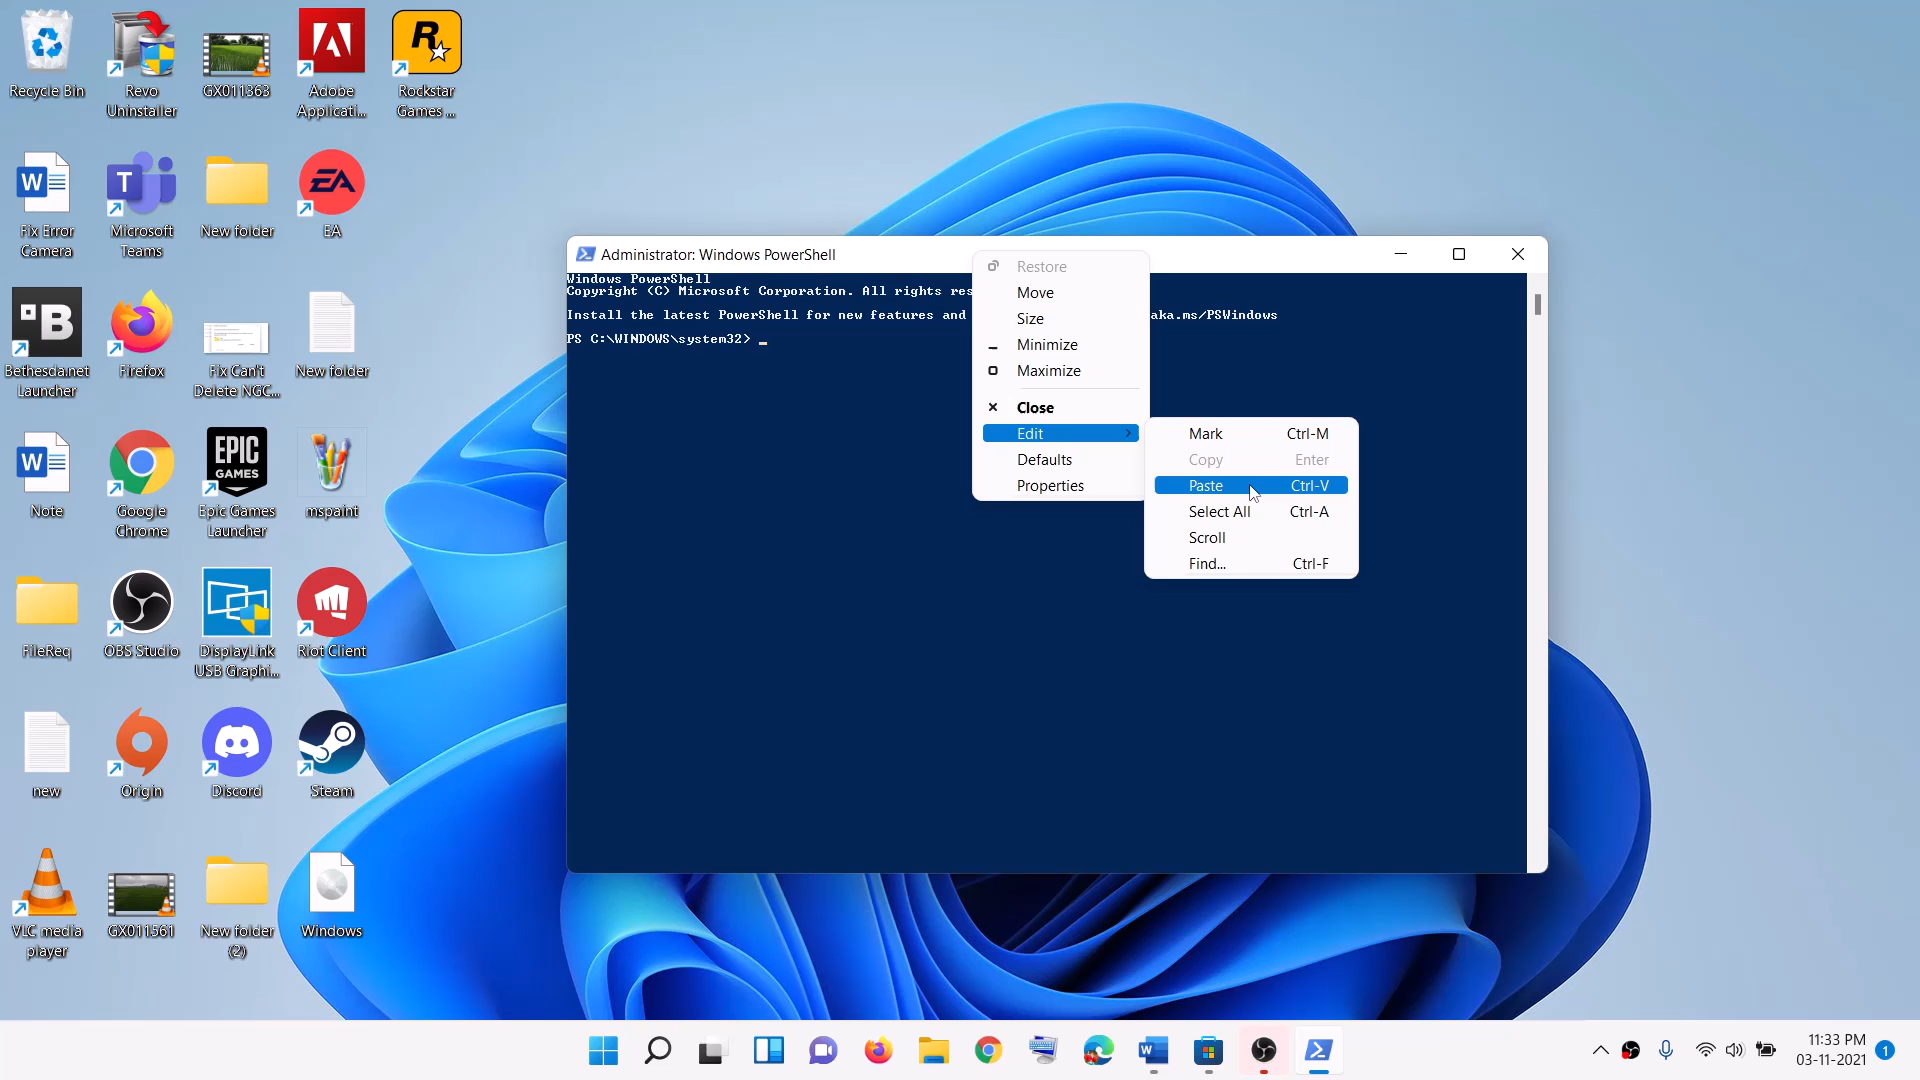 Recycle Bin
Revo
Uninstaller
GX011363
Adobe
Applicati...
R
Rockstar
Games ...
W
Fix Error
Camera
T
Microsoft
Teams
New folder
EA
EA
B
Bethesda.net
Launcher
Firefox
Fix Can't
Delete NGC...
New folder
W
Note
Google
Chrome
EPIC
GAMES
Epic Games
Launcher
mspaint
FileReq
OBS Studio
DisplayLink
USB Graphi...
Riot Client
new
Origin
Discord
Steam
VLC media
player
GX011561
New folder
(2)
Windows
Administrator: Windows PowerShell
Windows PowerShell
Copyright (C) Microsoft Corporation. All rights res
Install the latest PowerShell for new features and
aka.ms/PSWindows
PS C:\WINDOWS\system32> _
Restore
Move
Size
Minimize
Maximize
Close
Edit
Defaults
Properties
Mark Ctrl-M
Copy Enter
Paste Ctrl-V
Select All Ctrl-A
Scroll
Find... Ctrl-F
W
11:33 PM
03-11-2021
1